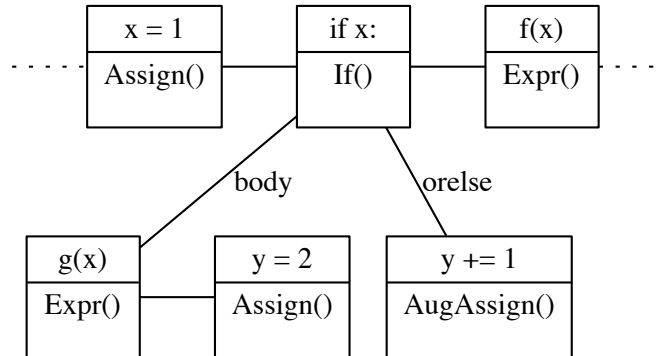 x = 1
Assign()
if x:
If()
f(x)
Expr()
body
orelse
g(x)
Expr()
y = 2
Assign()
y += 1
AugAssign()